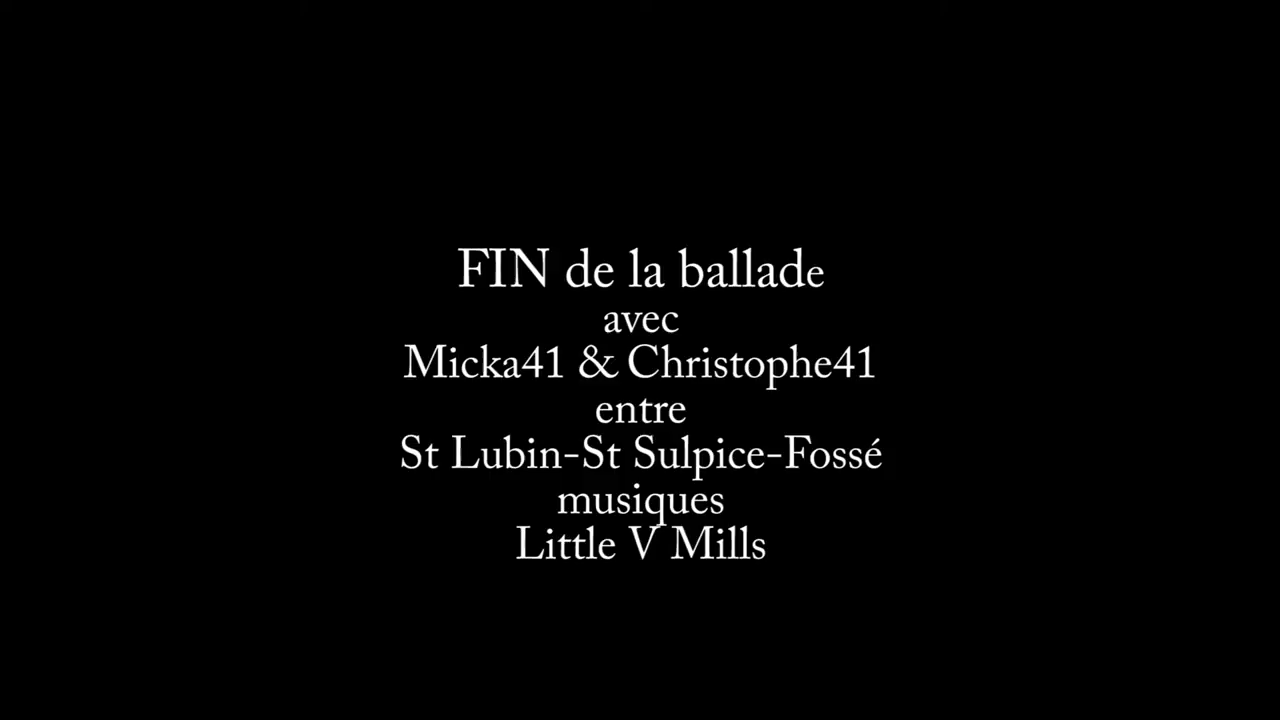 FIN de la ballade
avec
Micka41 & Christophe41
entre
St Lubin-St Sulpice-Fossé
musiques
Little V Mills